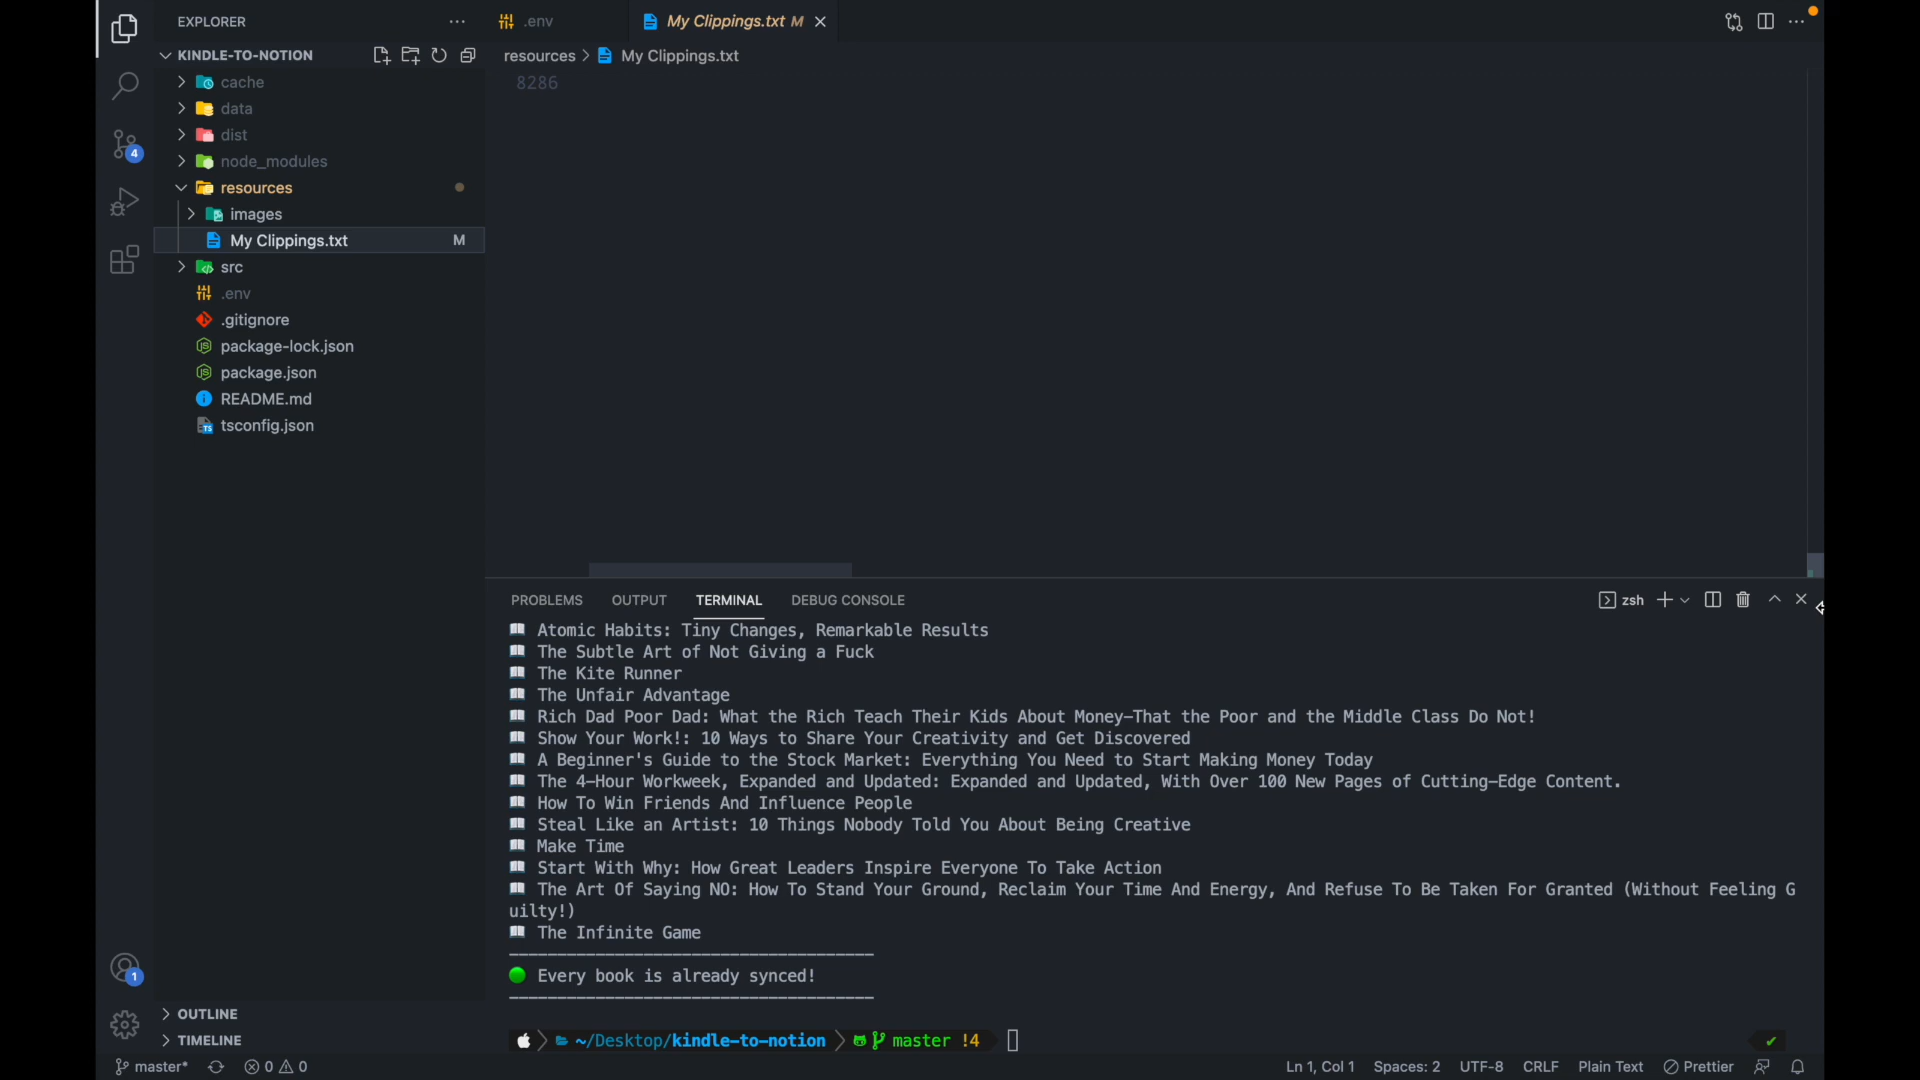 EXPLORER
.env
My Clippings.txt M
KINDLE-TO-NOTION
resources > My Clippings.txt
8286
cache
data
dist
node_modules
resources
images
My Clippings.txt M
src
.env
.gitignore
package-lock.json
package.json
README.md
tsconfig.json
4
PROBLEMS OUTPUT TERMINAL DEBUG CONSOLE
zsh
Atomic Habits: Tiny Changes, Remarkable Results
The Subtle Art of Not Giving a Fuck
The Kite Runner
The Unfair Advantage
Rich Dad Poor Dad: What the Rich Teach Their Kids About Money—That the Poor and the Middle Class Do Not!
Show Your Work!: 10 Ways to Share Your Creativity and Get Discovered
A Beginner's Guide to the Stock Market: Everything You Need to Start Making Money Today
The 4-Hour Workweek, Expanded and Updated: Expanded and Updated, With Over 100 New Pages of Cutting-Edge Content.
How To Win Friends And Influence People
Steal Like an Artist: 10 Things Nobody Told You About Being Creative
Make Time
Start With Why: How Great Leaders Inspire Everyone To Take Action
The Art Of Saying NO: How To Stand Your Ground, Reclaim Your Time And Energy, And Refuse To Be Taken For Granted (Without Feeling G
uilty!)
The Infinite Game
Every book is already synced!
~/Desktop/kindle-to-notion master !4
1
OUTLINE
TIMELINE
master* 0 0
Ln 1, Col 1 Spaces: 2 UTF-8 CRLF Plain Text Prettier